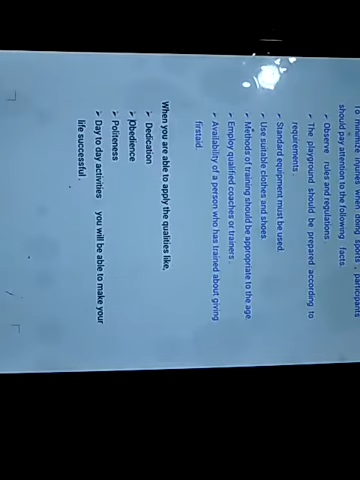 To minimize injuries when doing sports , participants
should pay attention to the following facts.
➢ Observe rules and regulations
➢ The playground should be prepared according to
requirements.
➢ Standard equipment must be used.
➢ Use suitable clothes and shoes.
➢ Methods of training should be appropriate to the age.
➢ Employ qualified coaches or trainers .
➢ Availability of a person who has trained about giving
firstaid.
When you are able to apply the qualities like,
➢ Dedication
➢ Obedience
➢ Politeness
➢ Day to day activities you will be able to make your
life successful .